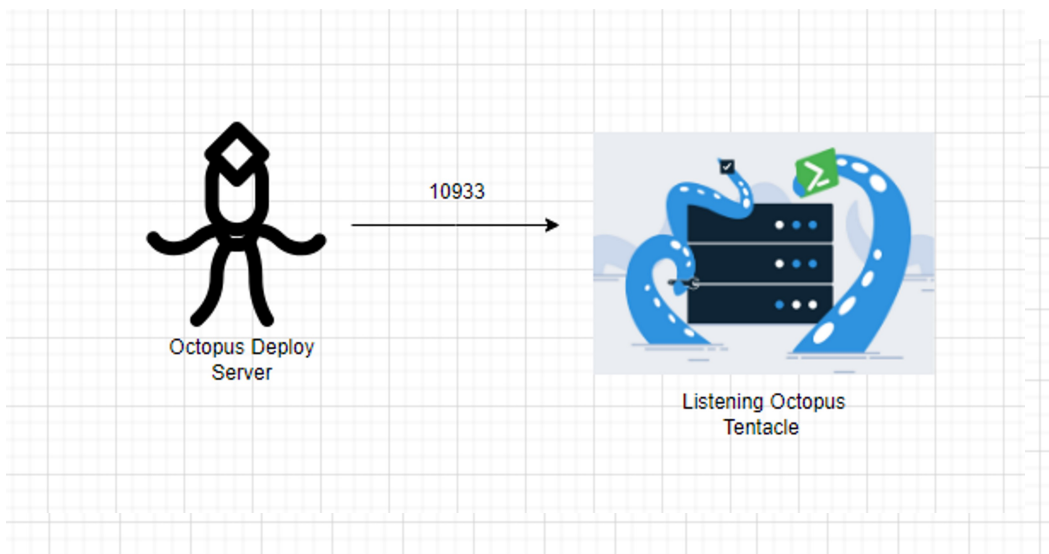 10933
Octopus Deploy
Server
Listening Octopus
Tentacle